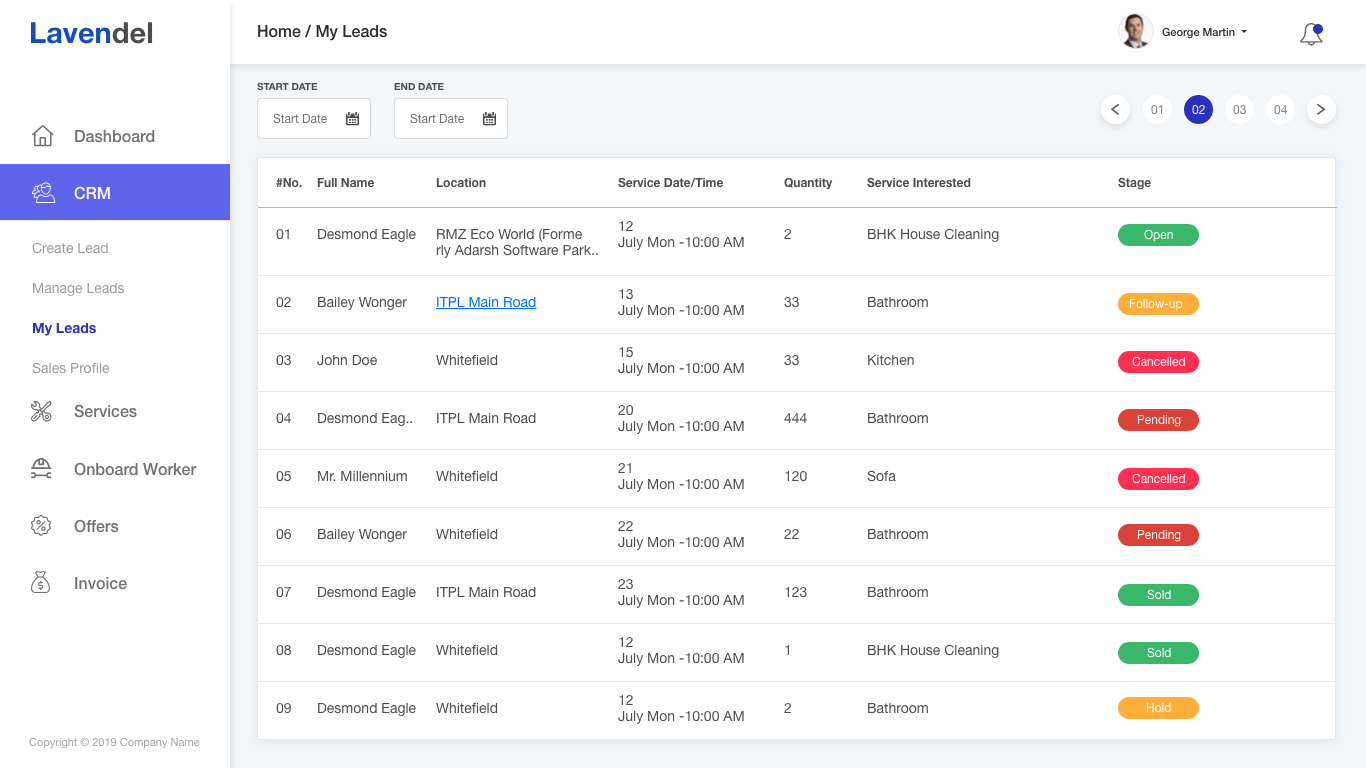 Lavendel
Home / My Leads
George Martin
START DATE
END DATE
Start Date
Start Date
01
02
03
04
Dashboard
CRM
Create Lead
Manage Leads
My Leads
Sales Profile
Services
Onboard Worker
Offers
Invoice
Copyright © 2019 Company Name
#No. Full Name Location Service Date/Time Quantity Service Interested Stage
01 Desmond Eagle RMZ Eco World (Forme 12 2 BHK House Cleaning Open
rly Adarsh Software Park.. July Mon -10:00 AM
02 Bailey Wonger ITPL Main Road 13 33 Bathroom Follow-up
July Mon -10:00 AM
03 John Doe Whitefield 15 33 Kitchen Cancelled
July Mon -10:00 AM
04 Desmond Eag.. ITPL Main Road 20 444 Bathroom Pending
July Mon -10:00 AM
05 Mr. Millennium Whitefield 21 120 Sofa Cancelled
July Mon -10:00 AM
06 Bailey Wonger Whitefield 22 22 Bathroom Pending
July Mon -10:00 AM
07 Desmond Eagle ITPL Main Road 23 123 Bathroom Sold
July Mon -10:00 AM
08 Desmond Eagle Whitefield 12 1 BHK House Cleaning Sold
July Mon -10:00 AM
09 Desmond Eagle Whitefield 12 2 Bathroom Hold
July Mon -10:00 AM